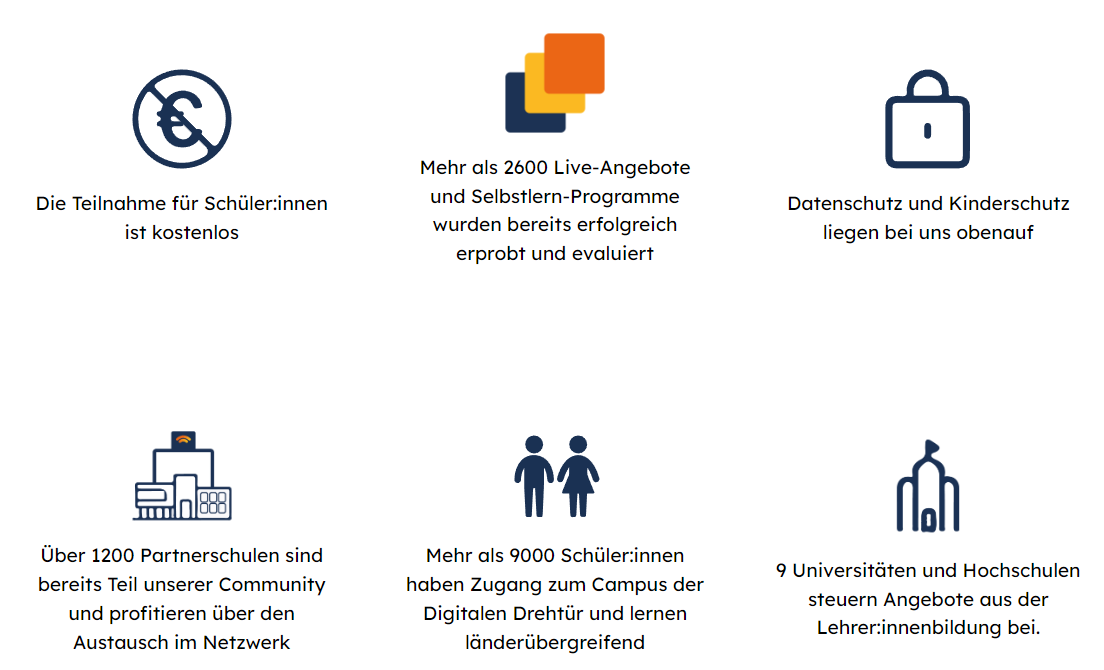 Die Teilnahme für Schüler:innen
ist kostenlos
Mehr als 2600 Live-Angebote
und Selbstlern-Programme
wurden bereits erfolgreich
erprobt und evaluiert
Datenschutz und Kinderschutz
liegen bei uns obenauf
Über 1200 Partnerschulen sind
bereits Teil unserer Community
und profitieren über den
Austausch im Netzwerk
Mehr als 9000 Schüler:innen
haben Zugang zum Campus der
Digitalen Drehtür und lernen
länderübergreifend
9 Universitäten und Hochschulen
steuern Angebote aus der
Lehrer:innenbildung bei.